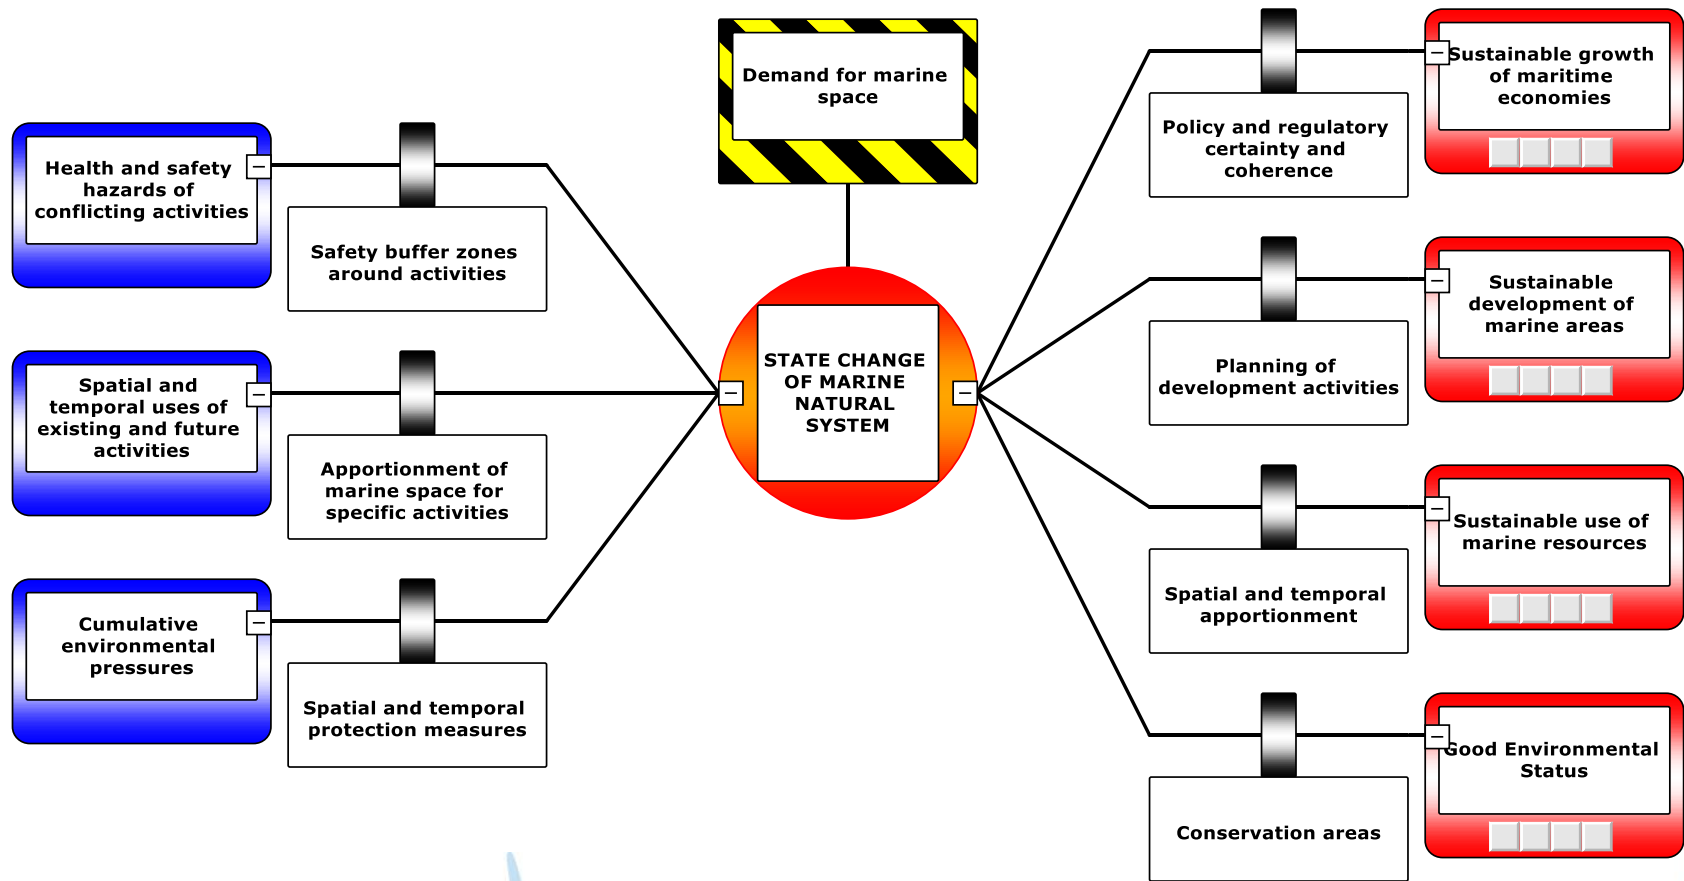 Demand for marine
space
Health and safety
hazards of
conflicting activities
Safety buffer zones
around activities
Spatial and
temporal uses of
existing and future
activities
Apportionment of
marine space for
specific activities
Cumulative
environmental
pressures
Spatial and temporal
protection measures
STATE CHANGE
OF MARINE
NATURAL
SYSTEM
Policy and regulatory
certainty and
coherence
Sustainable growth
of maritime
economies
Planning of
development activities
Sustainable
development of
marine areas
Spatial and temporal
apportionment
Sustainable use of
marine resources
Conservation areas
Good Environmental
Status